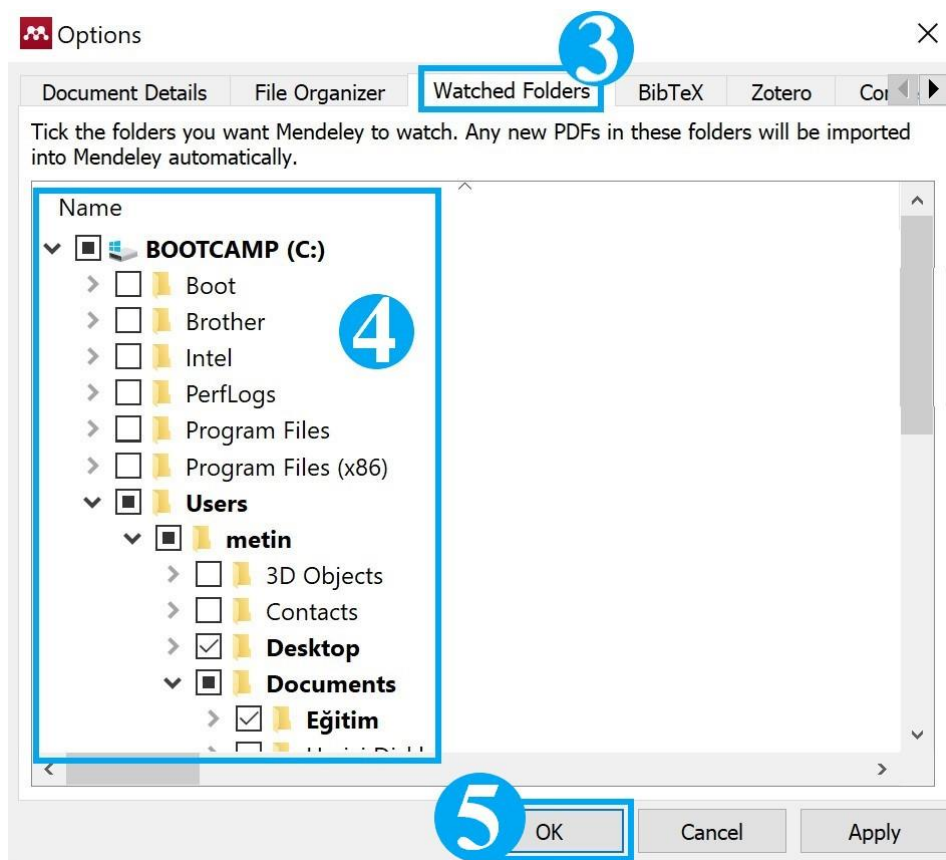 Options
3
Document Details File Organizer Watched Folders BibTeX Zotero
Tick the folders you want Mendeley to watch. Any new PDFs in these folders will be imported
into Mendeley automatically.
Name
BOOTCAMP (C:)
Boot
Brother
4
Intel
PerfLogs
Program Files
Program Files (x86)
Users
metin
3D Objects
Contacts
Desktop
Documents
Eğitim
5
OK Cancel Apply